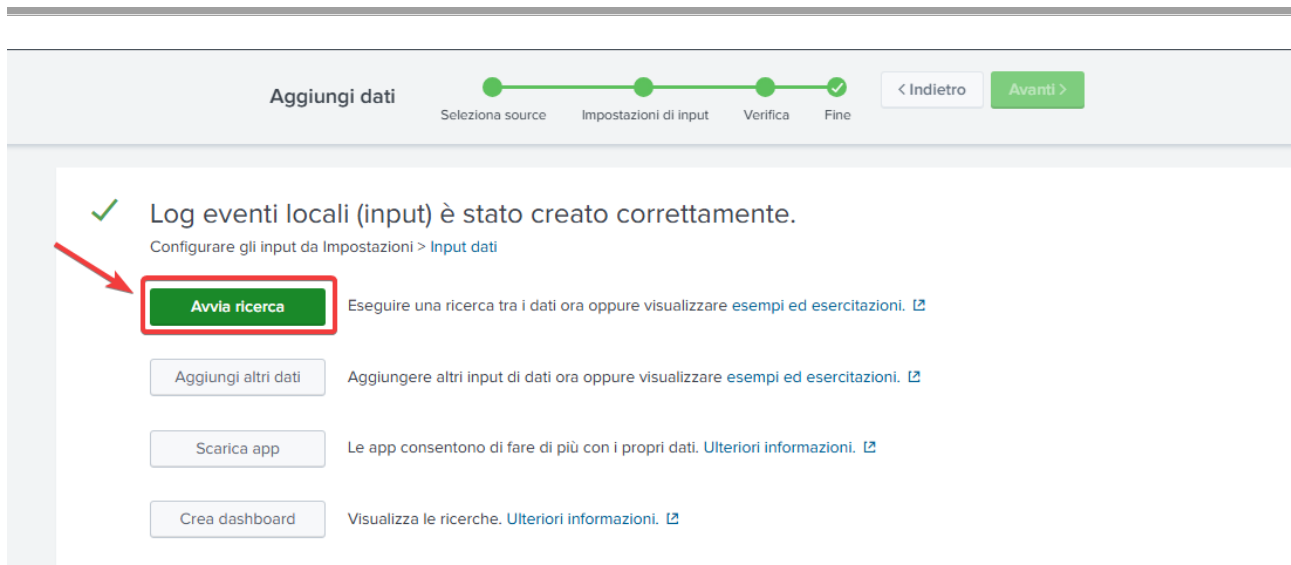 Aggiungi dati
Seleziona source
Impostazioni di input
Verifica
Fine
< Indietro
Avanti >
Log eventi locali (input) è stato creato correttamente.
Configurare gli input da Impostazioni > Input dati
Avvia ricerca
Eseguire una ricerca tra i dati ora oppure visualizzare esempi ed esercitazioni.
Aggiungi altri dati
Aggiungere altri input di dati ora oppure visualizzare esempi ed esercitazioni.
Scarica app
Le app consentono di fare di più con i propri dati. Ulteriori informazioni.
Crea dashboard
Visualizza le ricerche. Ulteriori informazioni.